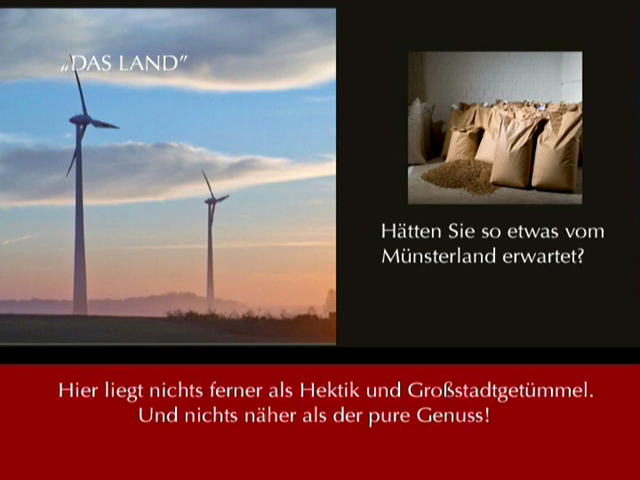 „DAS LAND”
Hätten Sie so etwas vom
Münsterland erwartet?
Hier liegt nichts ferner als Hektik und Großstadtgetümmel.
Und nichts näher als der pure Genuss!